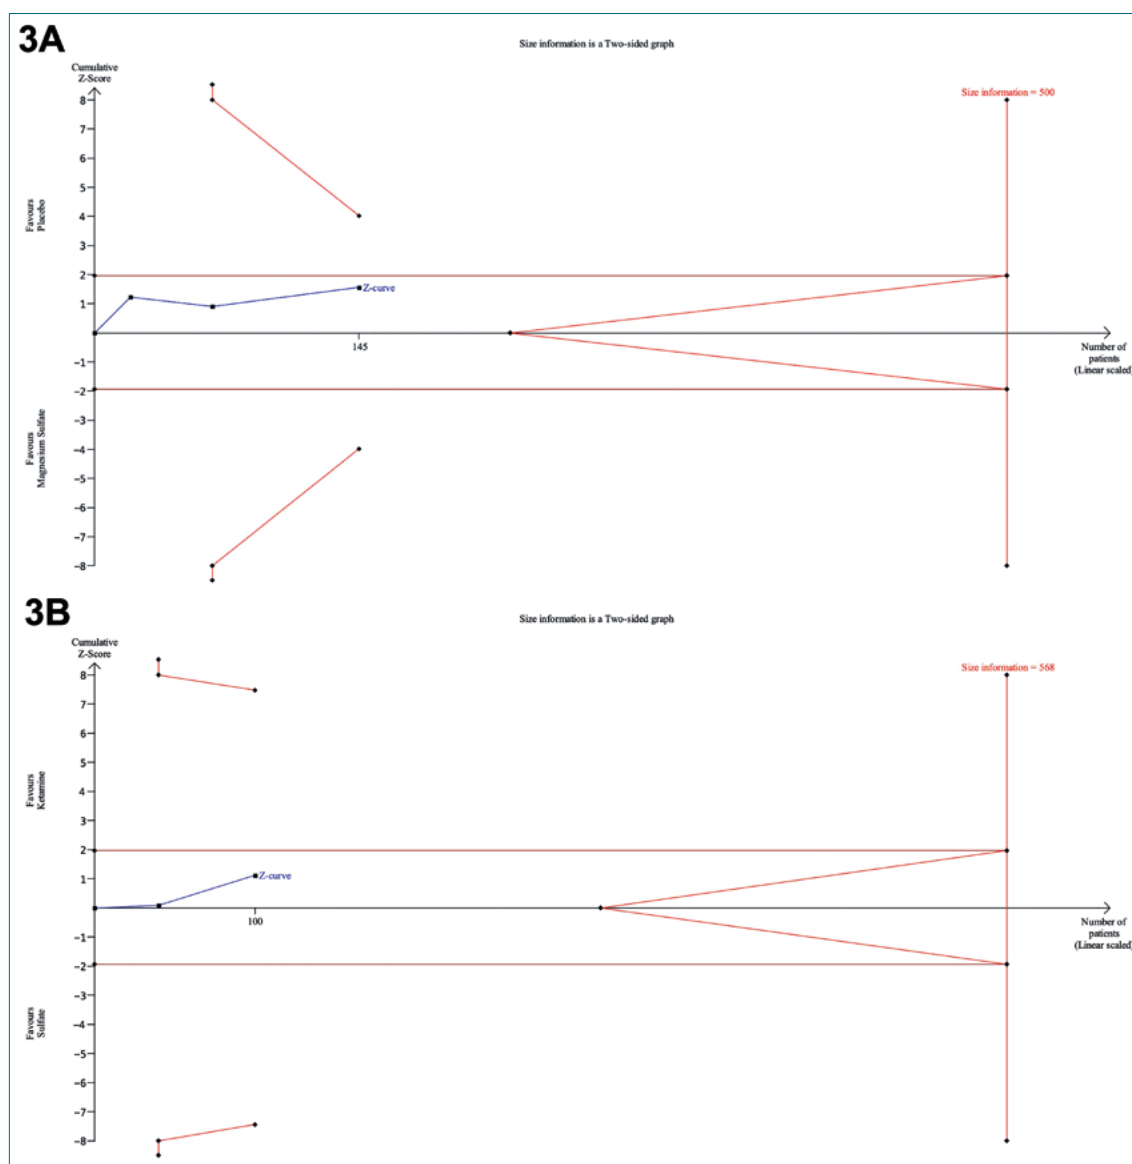 3A
Size information is a Two-sided graph
Cumulative
Z-Score
Size information = 500
8
7
6
5
4
3
2
1
−1
−2
−3
−4
−5
−6
−7
−8
Favours
Placebo
Favours
Magnesium Sulfate
Z-curve
145
Number of
patients
(Linear scaled)
3B
Size information is a Two-sided graph
Cumulative
Z-Score
Size information = 568
8
7
6
5
4
3
2
1
−1
−2
−3
−4
−5
−6
−7
−8
Favours
Ketamine
Favours
Sulfate
Z-curve
100
Number of
patients
(Linear scaled)